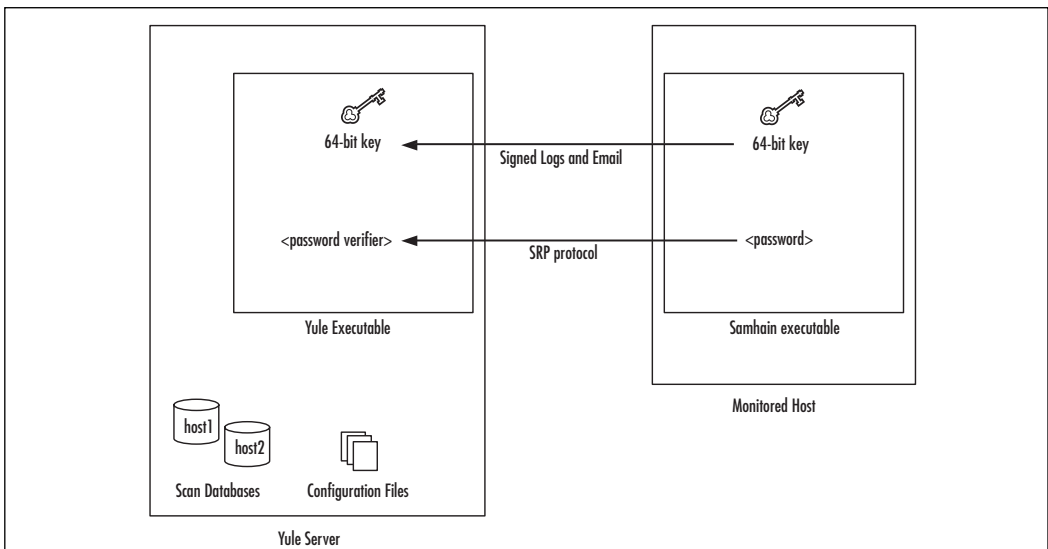 64-bit key
64-bit key
Signed Logs and Email
<password verifier>
<password>
SRP protocol
Yule Executable
Samhain executable
Monitored Host
host1
host2
Scan Databases
Configuration Files
Yule Server